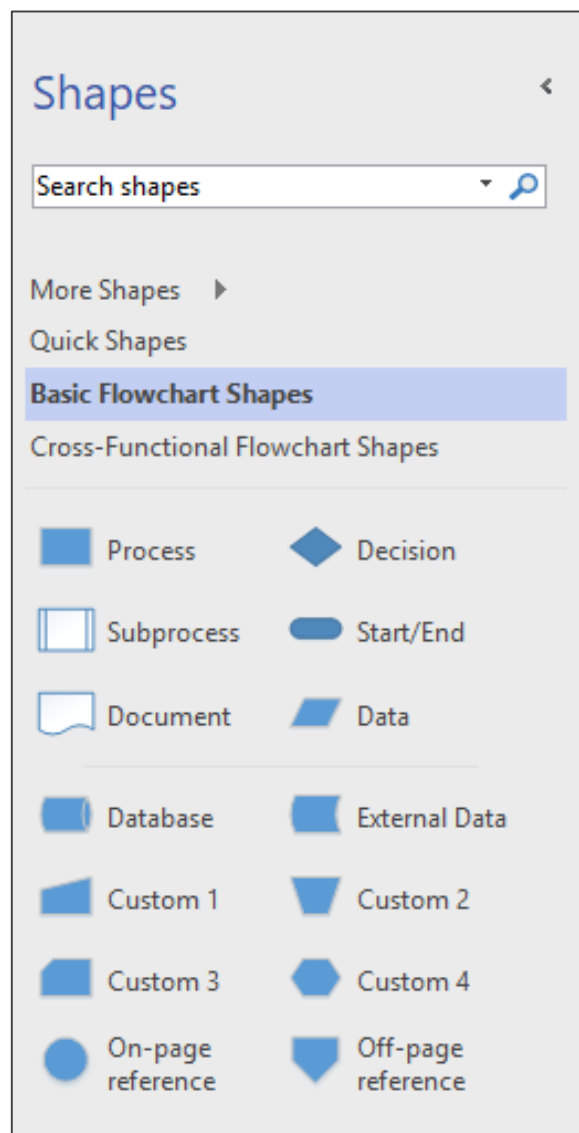 Shapes
Search shapes
More Shapes
Quick Shapes
Basic Flowchart Shapes
Cross-Functional Flowchart Shapes
Process
Decision
Subprocess
Start/End
Document
Data
Database
External Data
Custom 1
Custom 2
Custom 3
Custom 4
On-page
reference
Off-page
reference